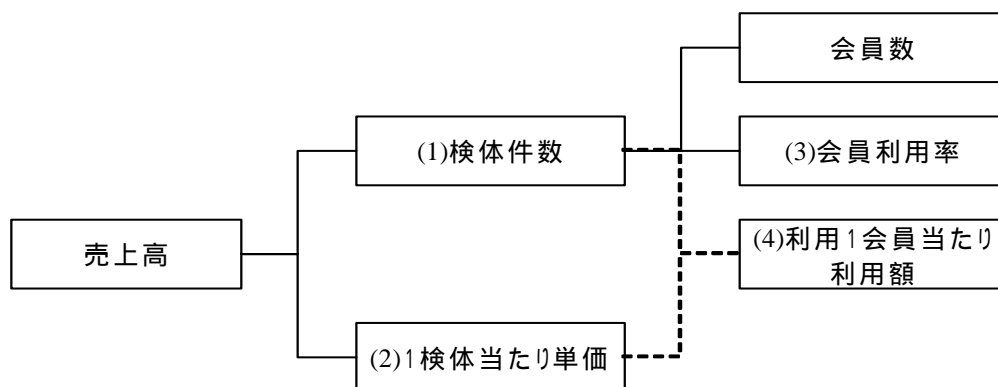 会員数
(1)検体件数
(3)会員利用率
売上高
(4)利用1会員当たり
利用額
(2)1検体当たり単価